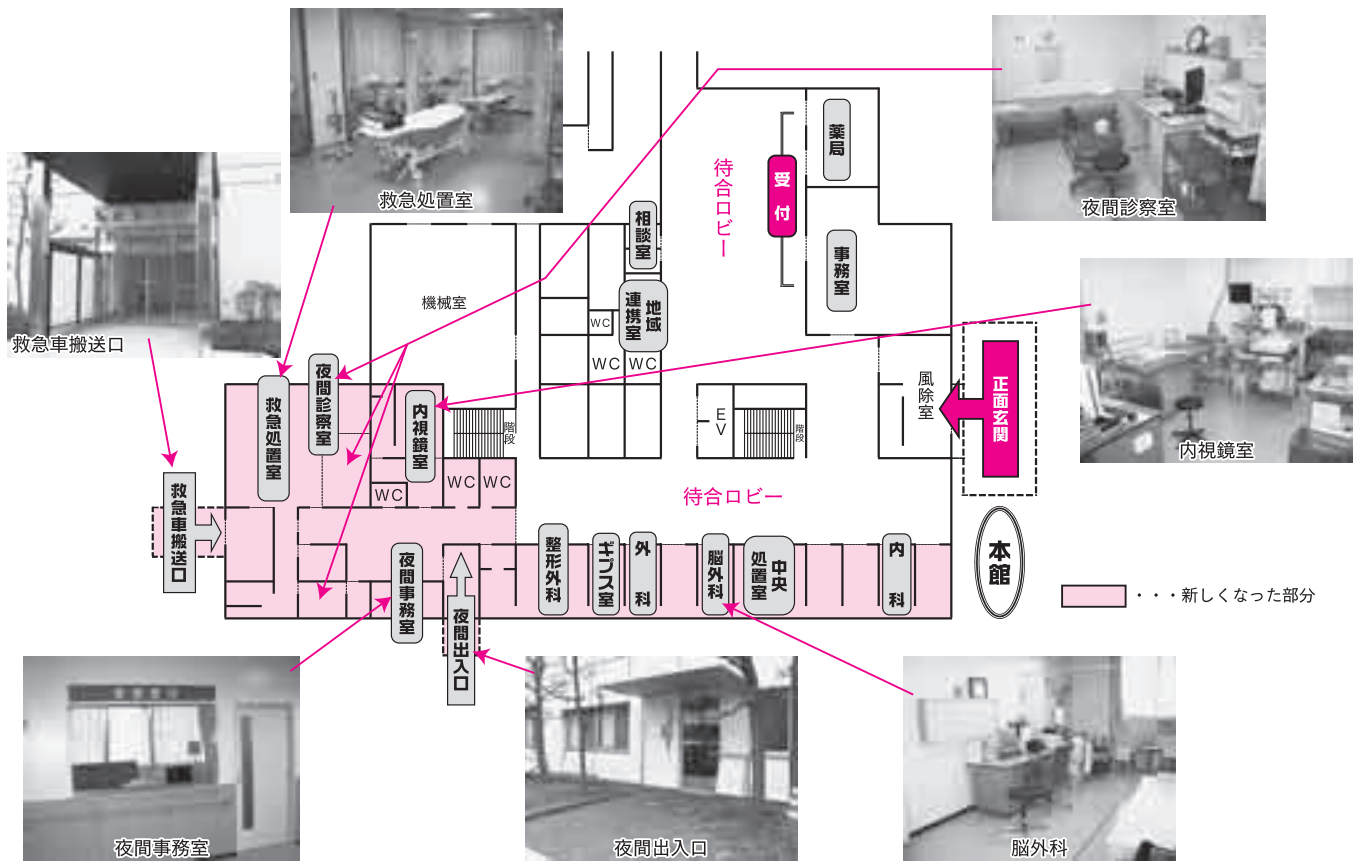 救急処置室
夜間診察室
救急車搬送口
内視鏡室
薬局
待合ロビー
受付
相談室
事務室
機械室
地域
連携室
WC
WC
WC
風除室
正面玄関
夜間診察室
救急処置室
内視鏡室
階段
EV
階段
WC
WC
WC
待合ロビー
救急車搬送口
夜間事務室
夜間出入口
整形外科
ギプス室
外科
脳外科
中央
処置室
内科
本館
・・・新しくなった部分
夜間事務室
夜間出入口
脳外科